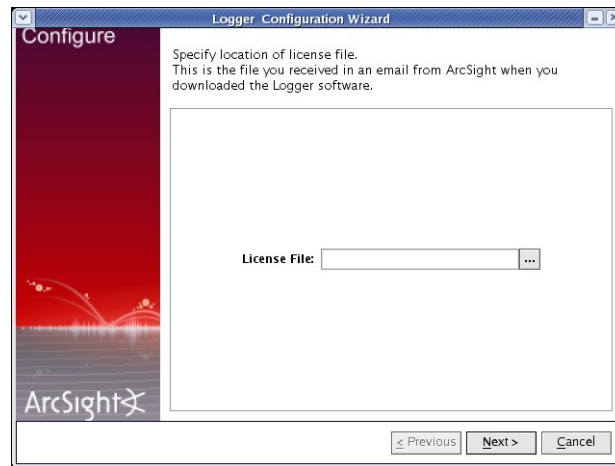 Logger Configuration Wizard
Configure
Specify location of license file.
This is the file you received in an email from ArcSight when you
downloaded the Logger software.
License File:
...
ArcSight
< Previous
Next >
Cancel